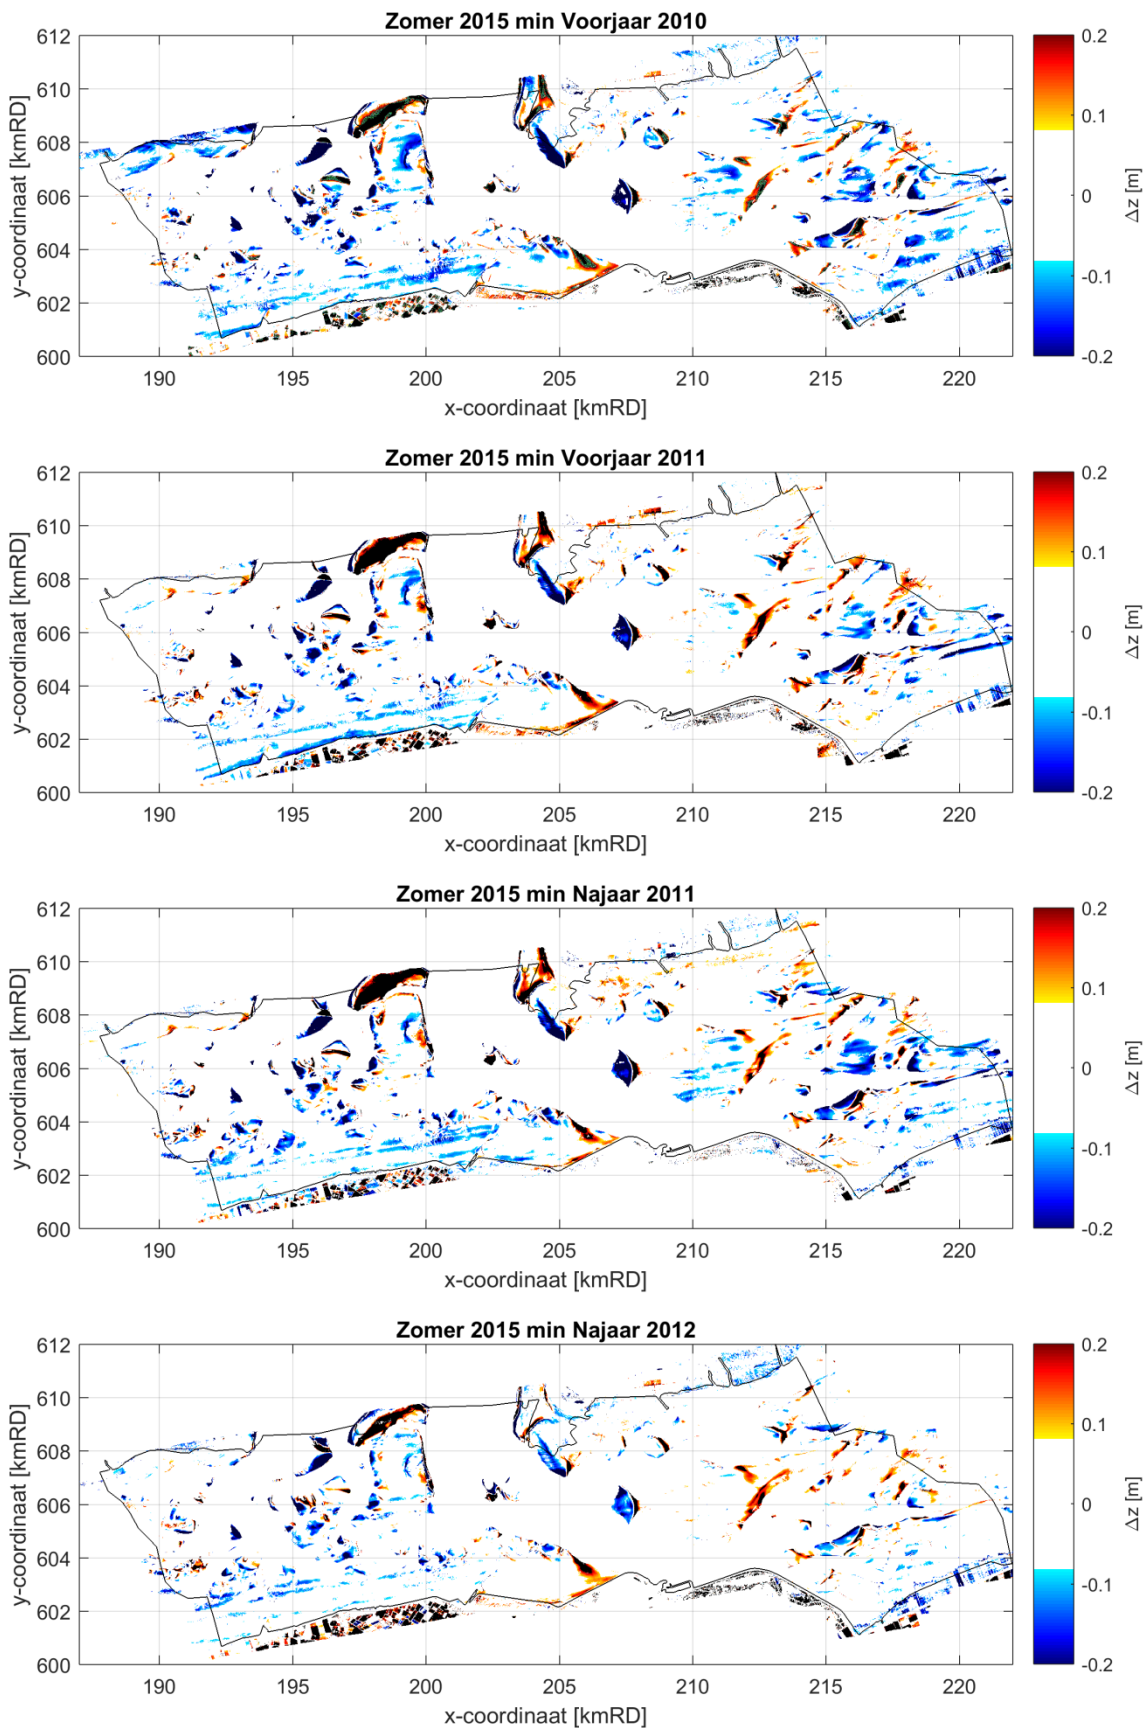 Zomer 2015 min Voorjaar 2010
612
610
608
606
604
602
600
y-coordinaat [kmRD]
190 195 200 205 210 215 220
x-coordinaat [kmRD]
0.2
0.1
0
-0.1
-0.2
Δz [m]
Zomer 2015 min Voorjaar 2011
612
610
608
606
604
602
600
y-coordinaat [kmRD]
190 195 200 205 210 215 220
x-coordinaat [kmRD]
0.2
0.1
0
-0.1
-0.2
Δz [m]
Zomer 2015 min Najaar 2011
612
610
608
606
604
602
600
y-coordinaat [kmRD]
190 195 200 205 210 215 220
x-coordinaat [kmRD]
0.2
0.1
0
-0.1
-0.2
Δz [m]
Zomer 2015 min Najaar 2012
612
610
608
606
604
602
600
y-coordinaat [kmRD]
190 195 200 205 210 215 220
x-coordinaat [kmRD]
0.2
0.1
0
-0.1
-0.2
Δz [m]